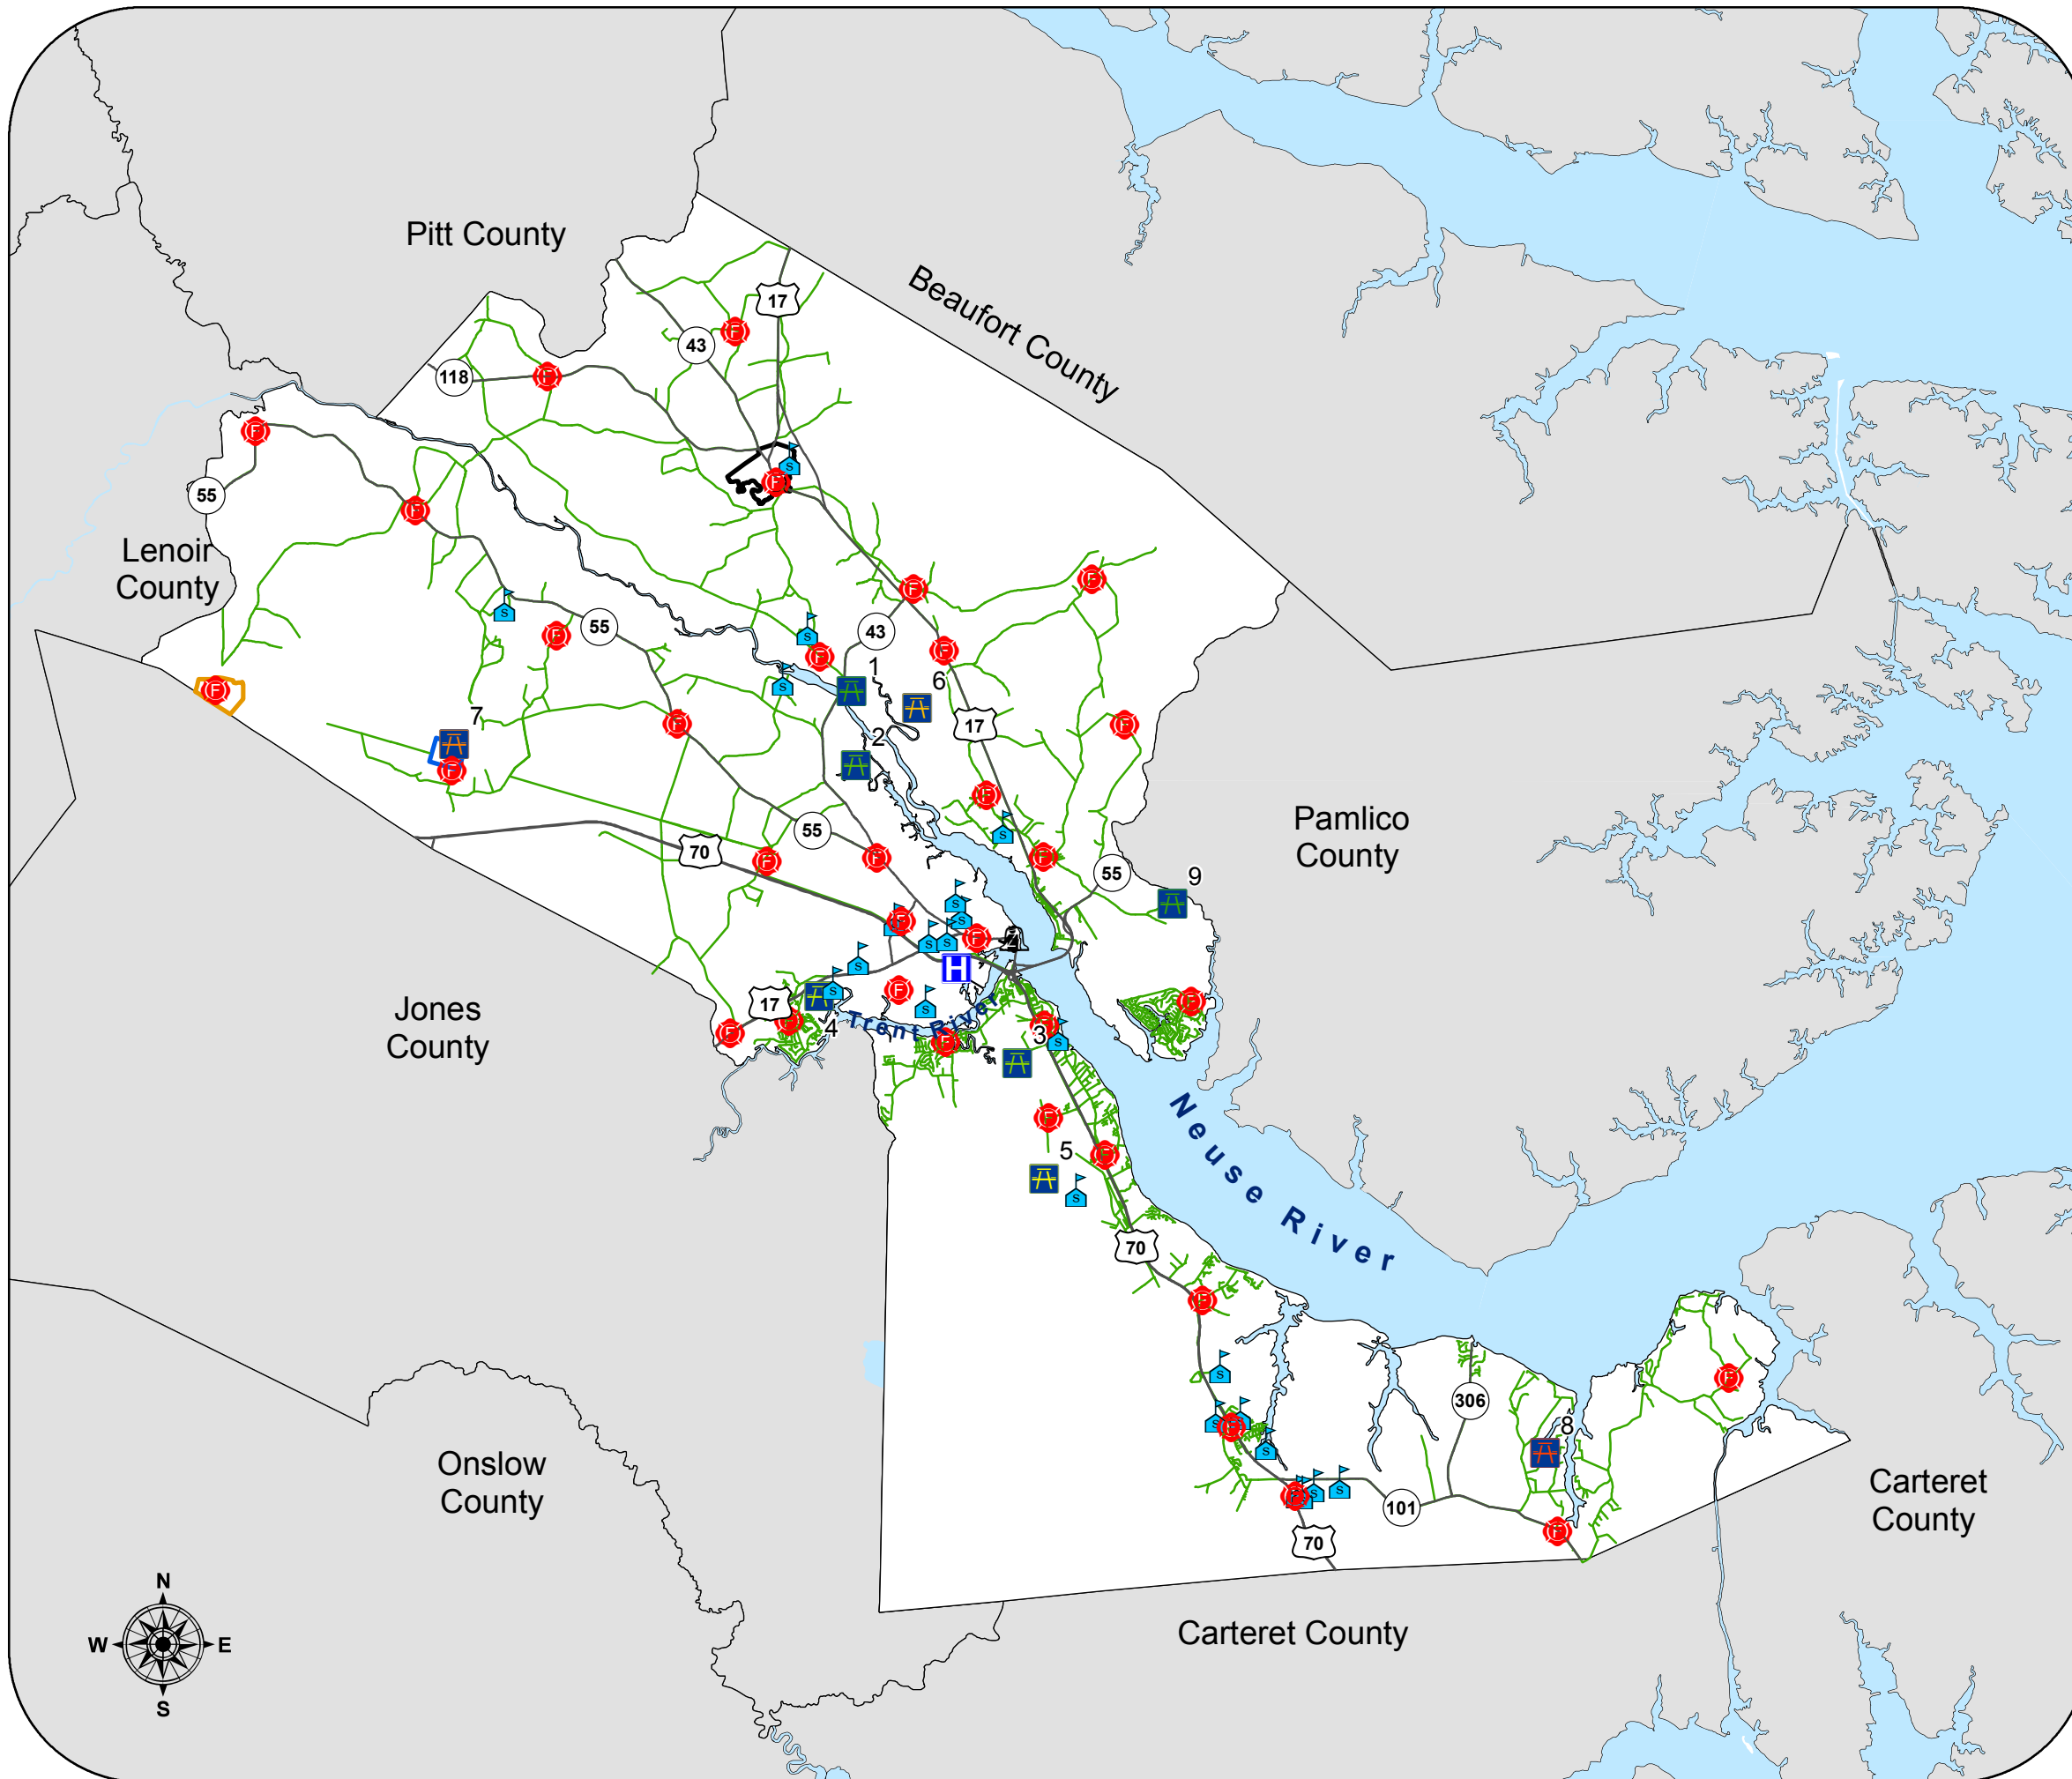 Pitt County
Beaufort County
17
43
118
55
Lenoir
County
55
43
1
6
7
17
2
Pamlico
County
55
70
55
9
H
Jones
County
17
4
Trent River
3
Neuse River
5
70
306
8
Onslow
County
101
Carteret
County
70
Carteret County
N
W
E
S
F
S